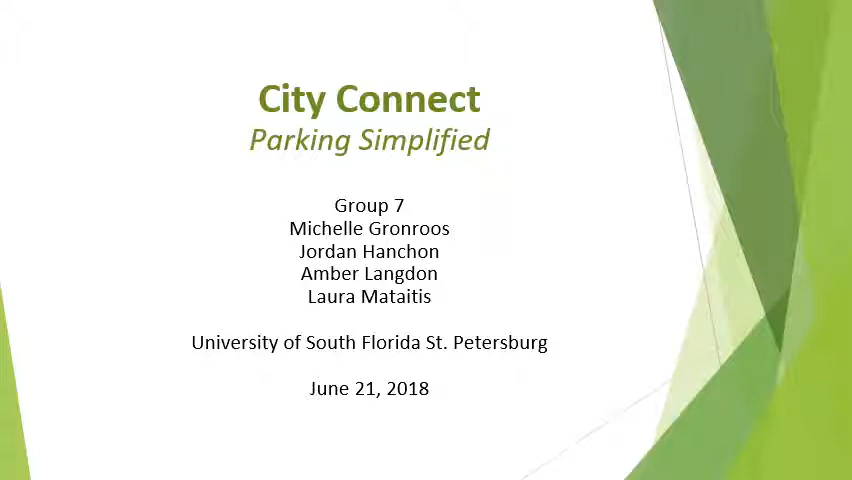 City Connect
Parking Simplified
Group 7
Michelle Gronroos
Jordan Hanchon
Amber Langdon
Laura Mataitis
University of South Florida St. Petersburg
June 21, 2018